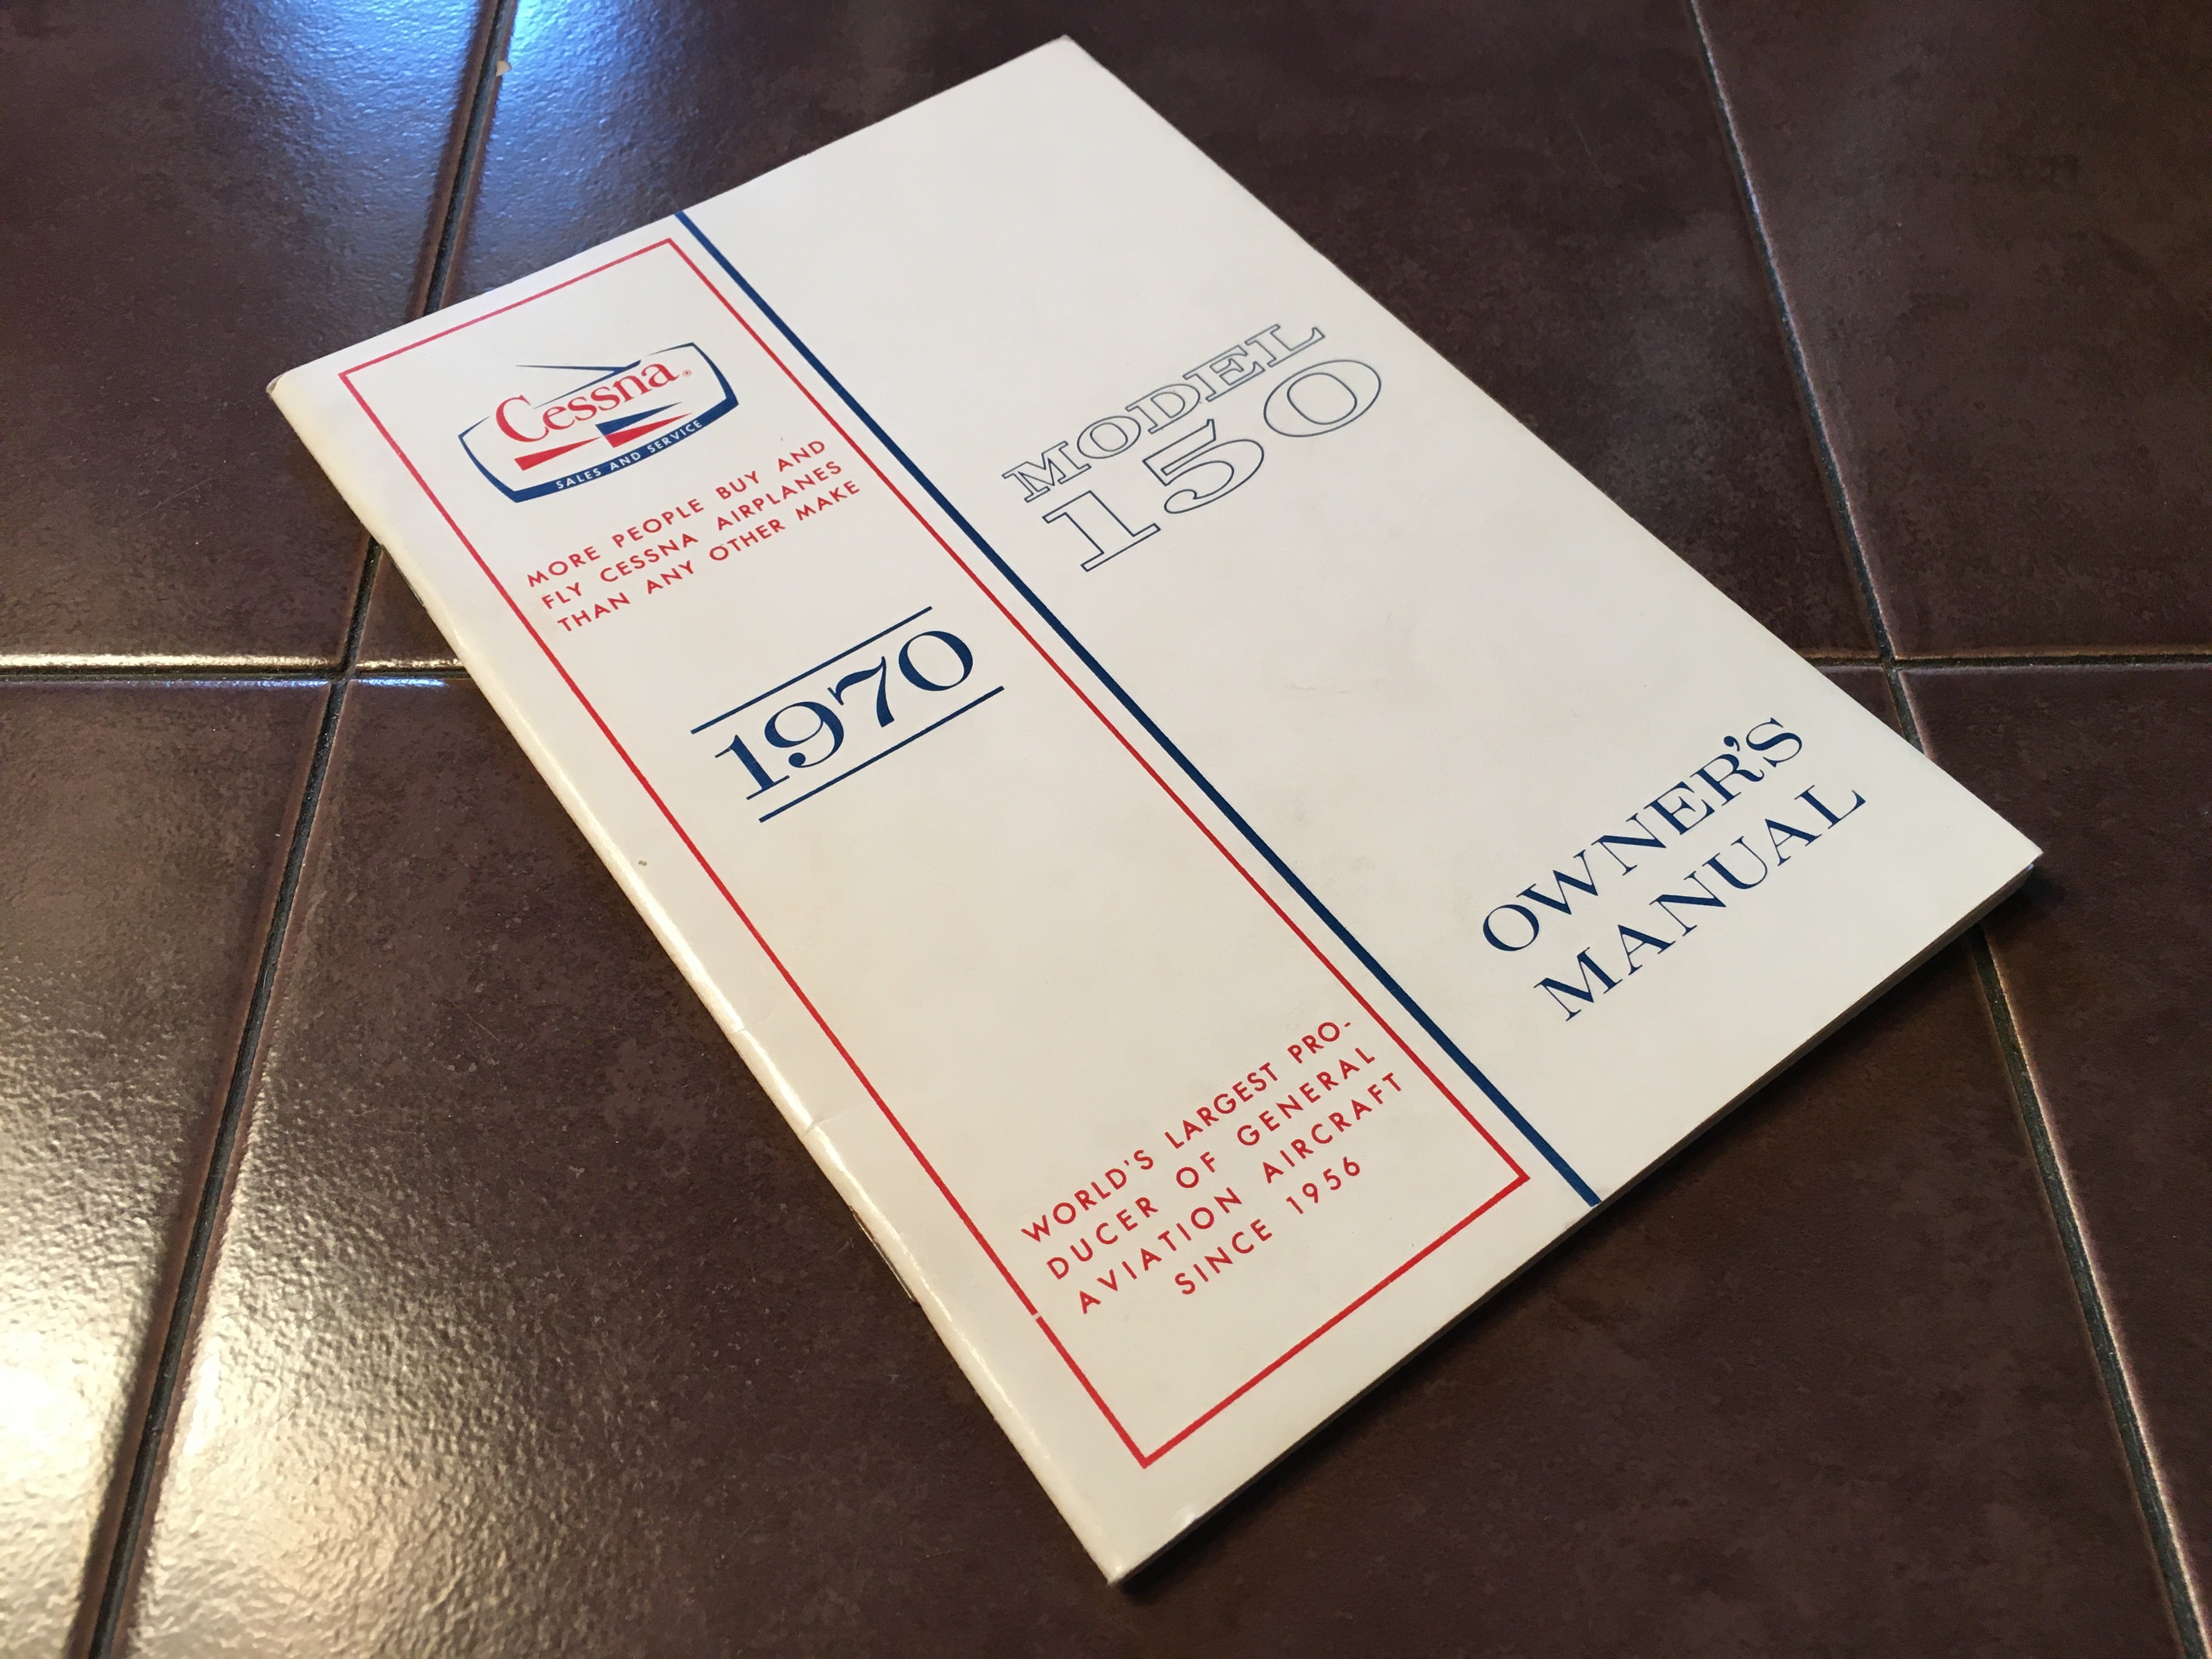 Cessna®
SALES AND SERVICE
MORE PEOPLE BUY AND
FLY CESSNA AIRPLANES
THAN ANY OTHER MAKE
1970
WORLD'S LARGEST PRO-
DUCER OF GENERAL
AVIATION AIRCRAFT
SINCE 1956
MODEL
150
OWNER'S
MANUAL